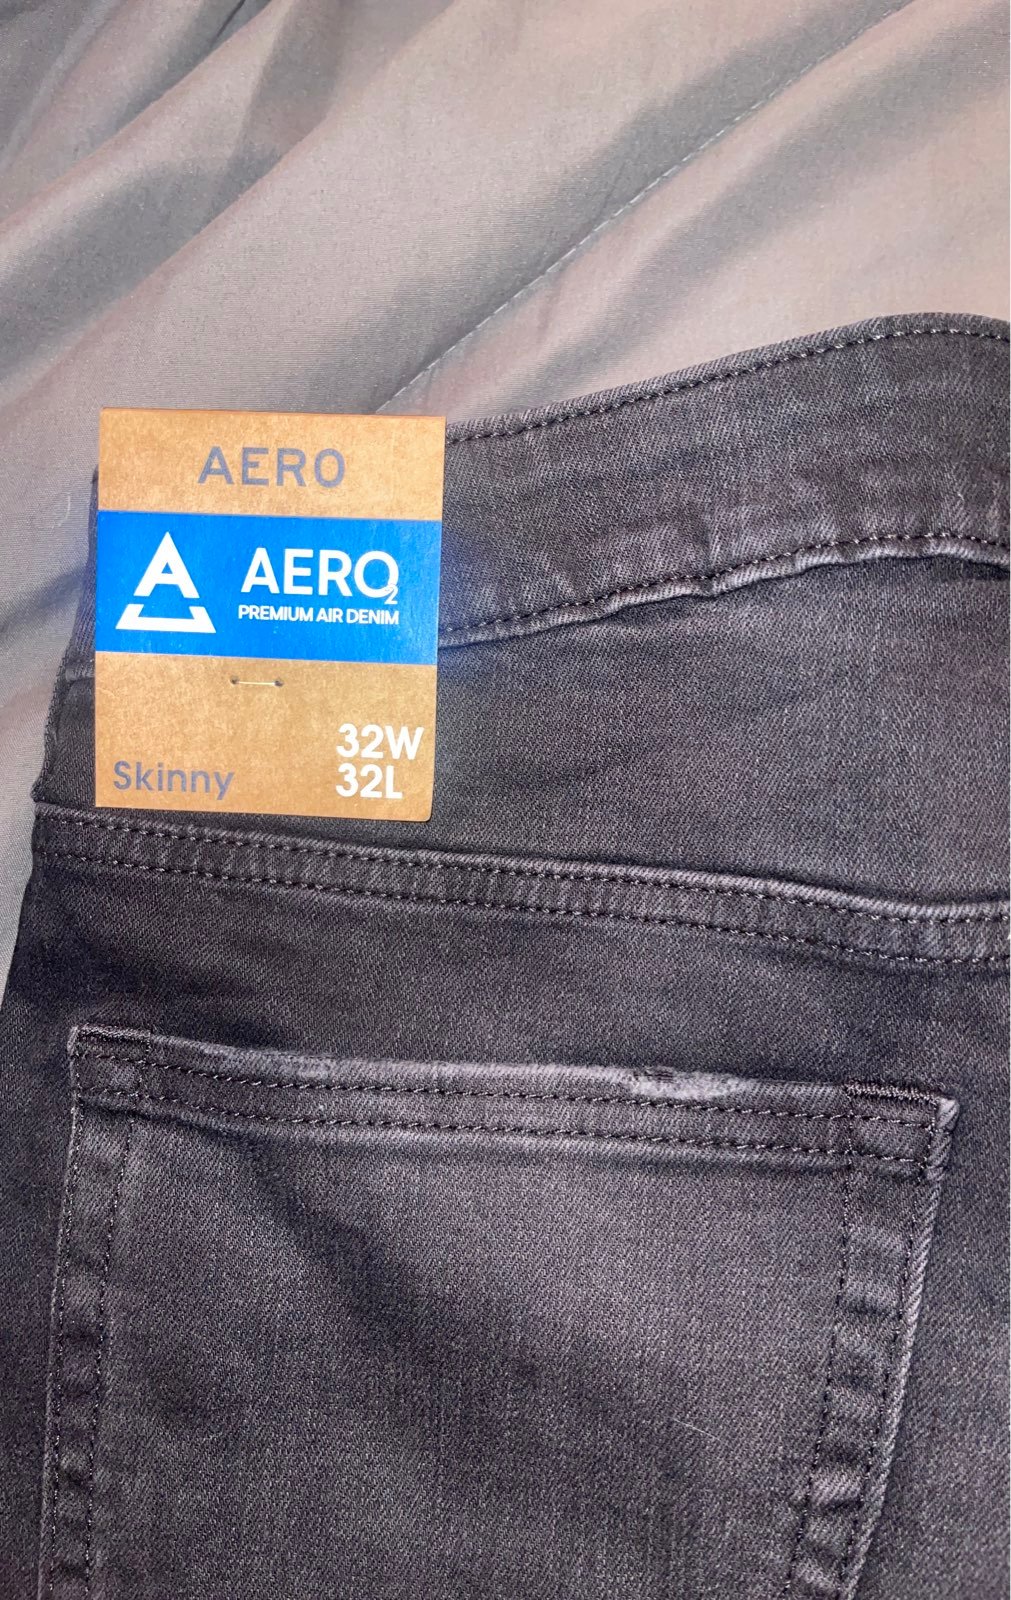 AERO
A
AERO2
PREMIUM AIR DENIM
32W
Skinny 32L